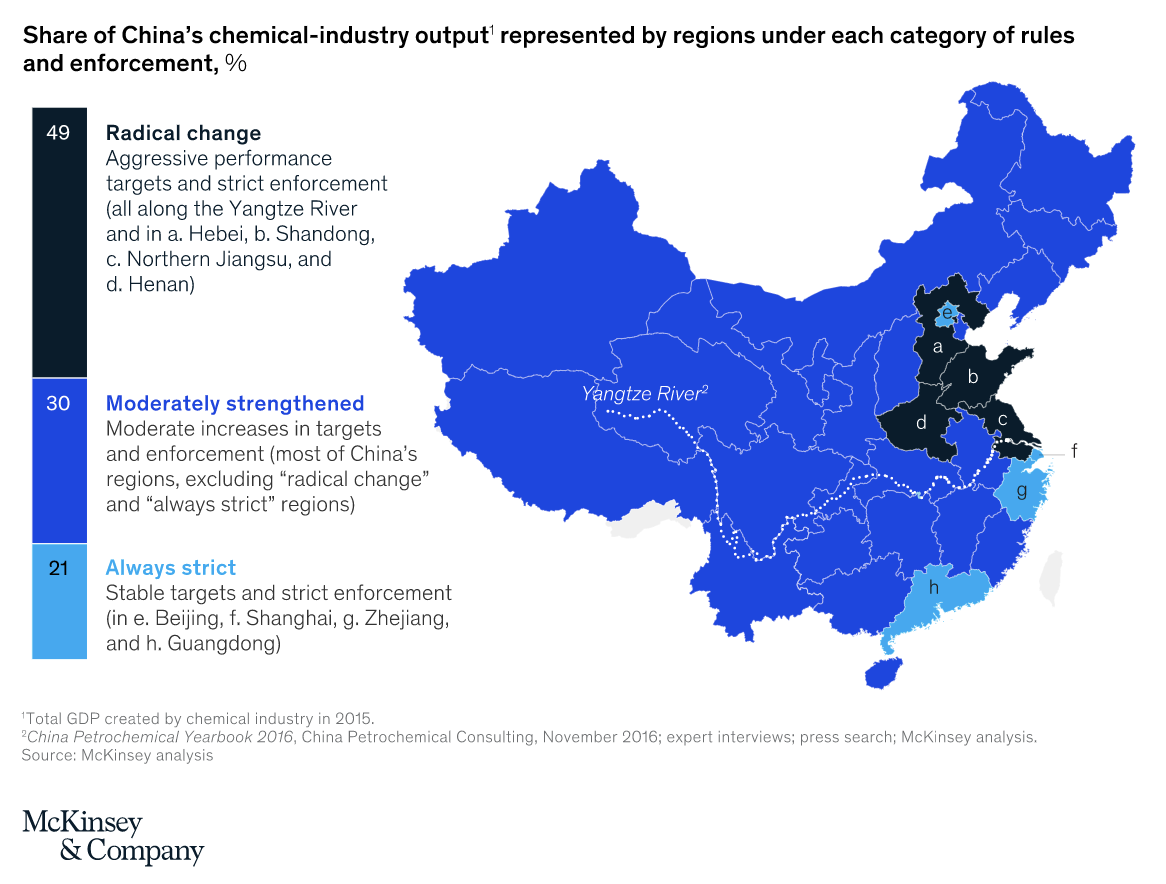 Share of China's chemical-industry output¹ represented by regions under each category of rules
and enforcement, %
49
Radical change
Aggressive performance
targets and strict enforcement
(all along the Yangtze River
and in a. Hebei, b. Shandong,
c. Northern Jiangsu, and
d. Henan)
30
Moderately strengthened
Moderate increases in targets
and enforcement (most of China's
regions, excluding “radical change”
and “always strict” regions)
21
Always strict
Stable targets and strict enforcement
(in e. Beijing, f. Shanghai, g. Zhejiang,
and h. Guangdong)
e
a
b
Yangtze River²
d
c
f
g
h
¹Total GDP created by chemical industry in 2015.
²China Petrochemical Yearbook 2016, China Petrochemical Consulting, November 2016; expert interviews; press search; McKinsey analysis.
Source: McKinsey analysis
McKinsey
& Company